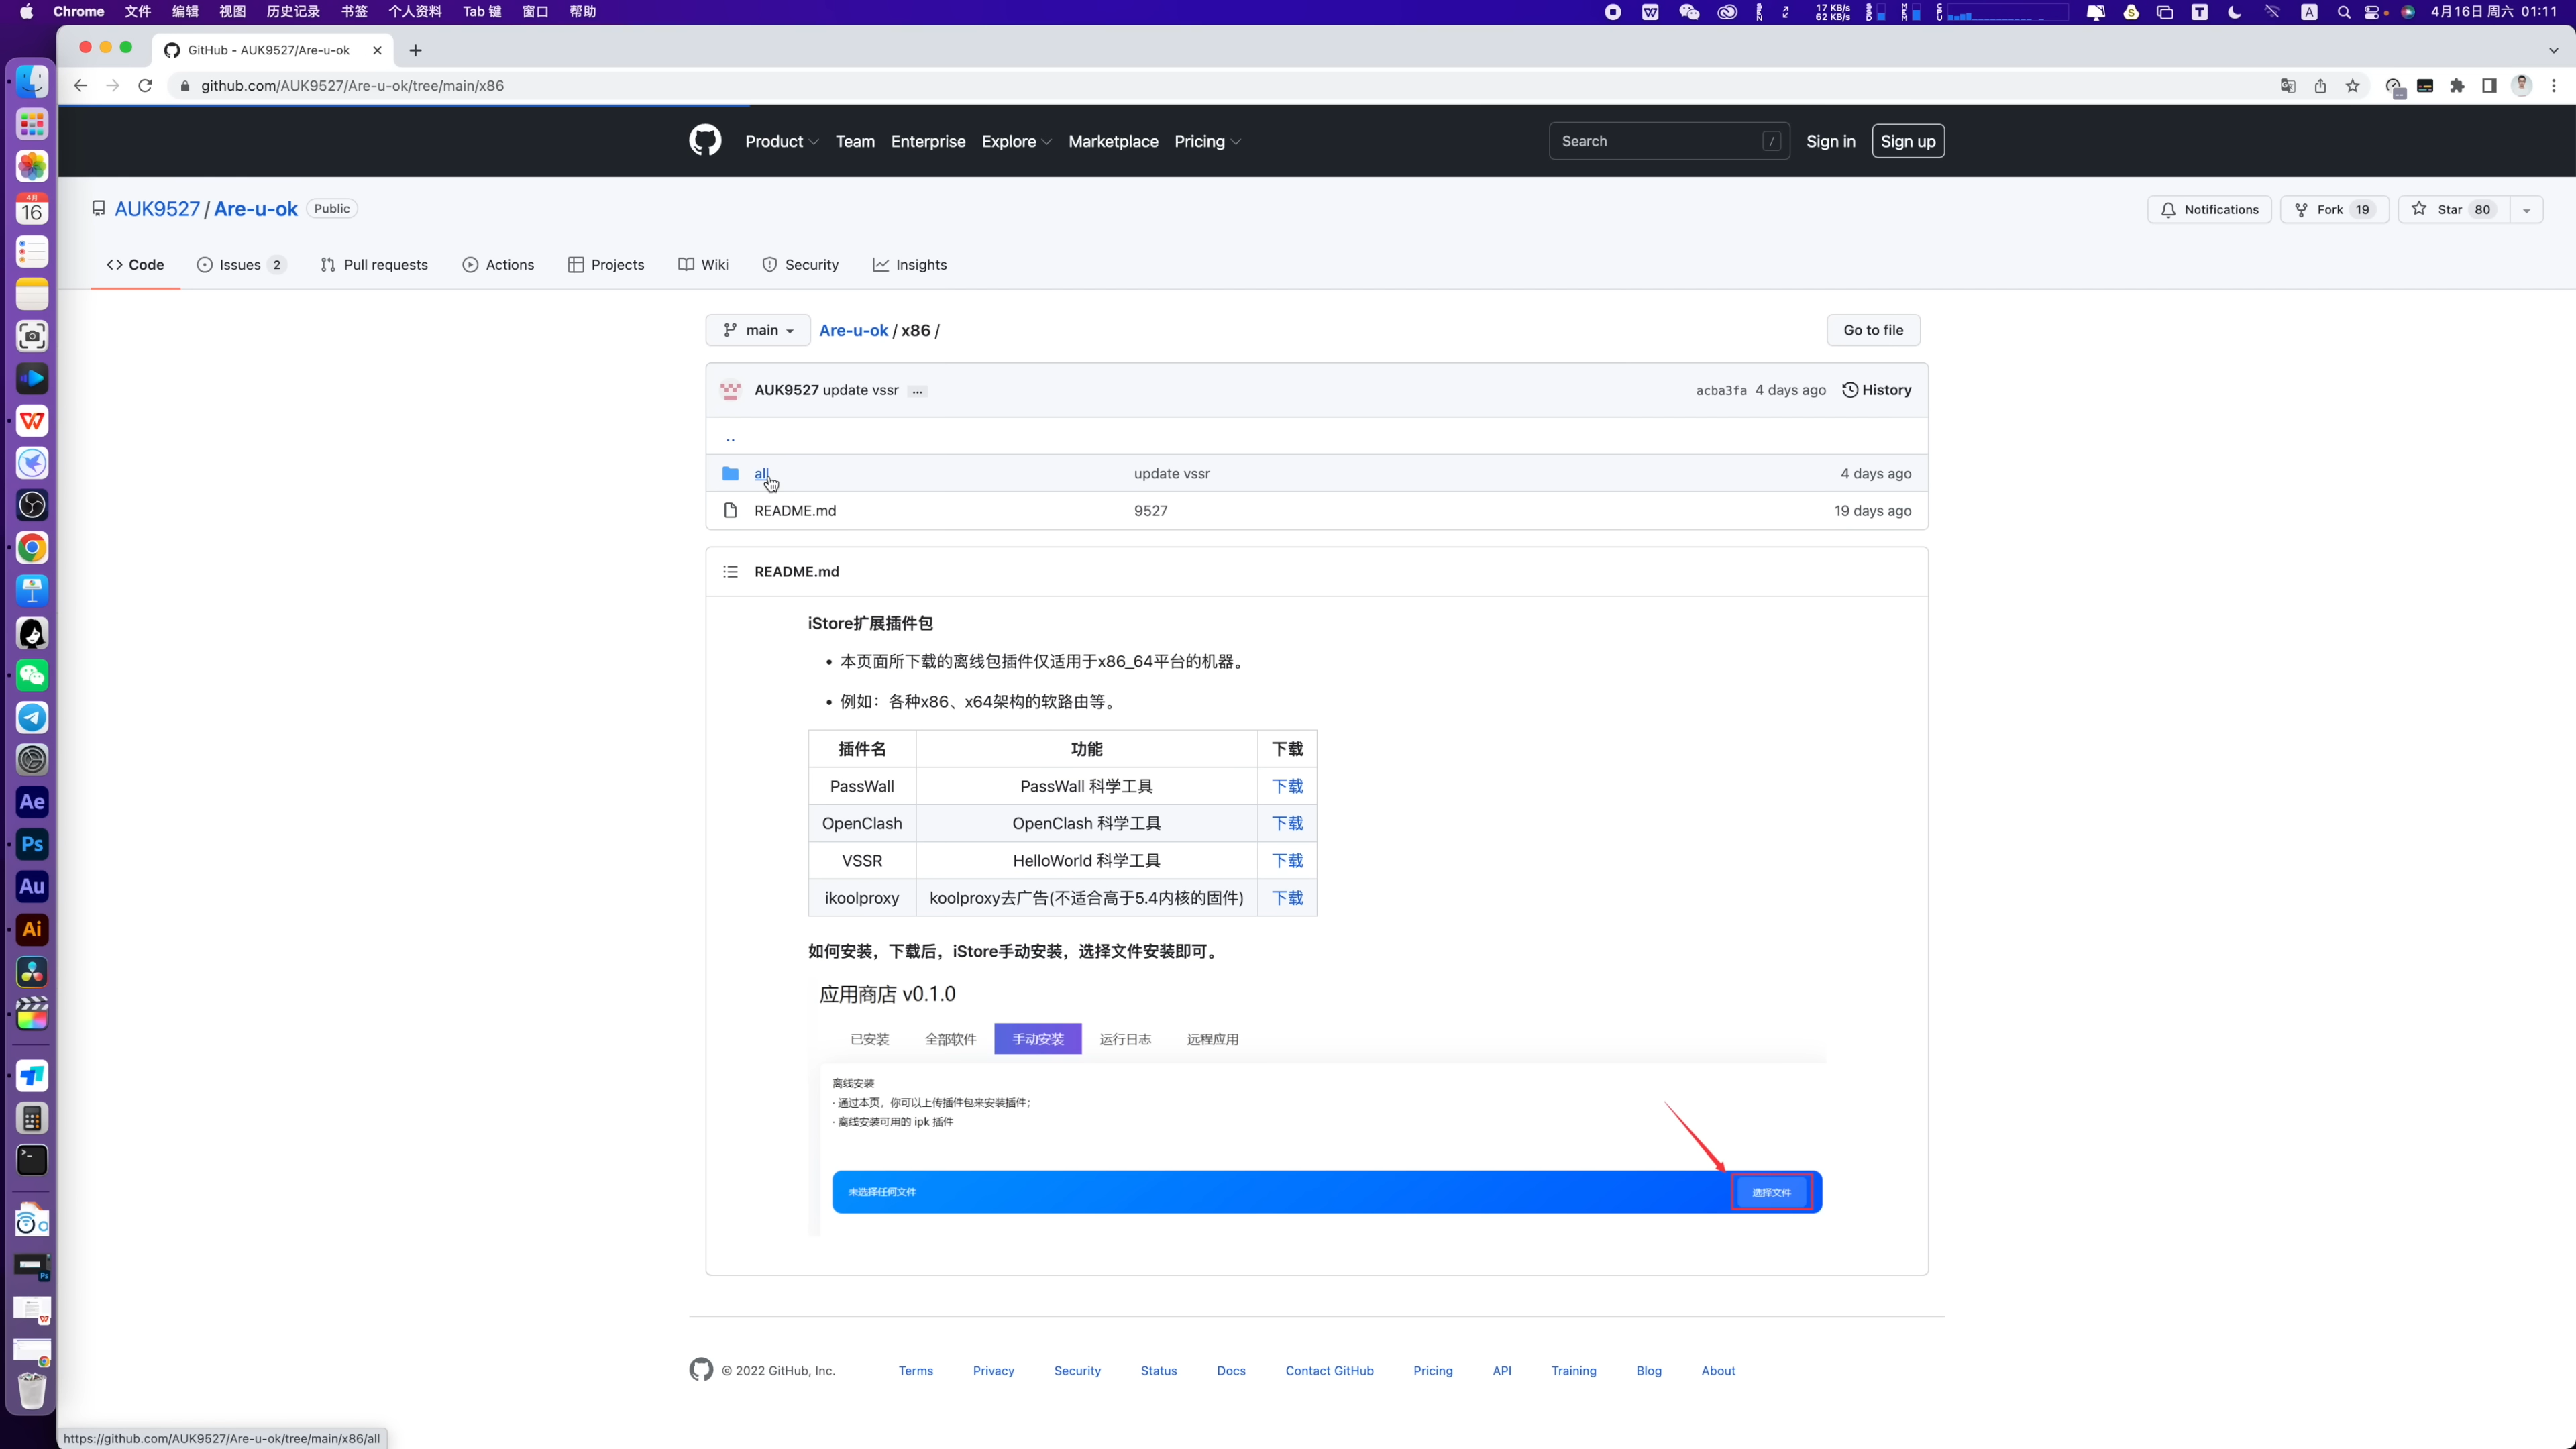 Chrome 文件 编辑 视图 历史记录 书签 个人资料 Tab 键 窗口 帮助 17 KB/s 62 KB/s 4月16日 周六 01:11
GitHub - AUK9527/Are-u-ok
github.com/AUK9527/Are-u-ok/tree/main/x86
Product Team Enterprise Explore Marketplace Pricing Search / Sign in Sign up
AUK9527 / Are-u-ok Public Notifications Fork 19 Star 80
Code Issues 2 Pull requests Actions Projects Wiki Security Insights
main Are-u-ok / x86 / Go to file
AUK9527 update vssr ... acba3fa 4 days ago History
..
all update vssr 4 days ago
README.md 9527 19 days ago
README.md
iStore扩展插件包
• 本页面所下载的离线包插件仅适用于x86_64平台的机器。
• 例如：各种x86、x64架构的软路由等。
插件名 功能 下载
PassWall PassWall 科学工具 下载
OpenClash OpenClash 科学工具 下载
VSSR HelloWorld 科学工具 下载
ikoolproxy koolproxy去广告(不适合高于5.4内核的固件) 下载
如何安装，下载后，iStore手动安装，选择文件安装即可。
应用商店 v0.1.0
已安装 全部软件 手动安装 运行日志 远程应用
离线安装
· 通过本页，你可以上传插件包来安装插件；
· 离线安装可用的 ipk 插件
未选择任何文件 选择文件
© 2022 GitHub, Inc. Terms Privacy Security Status Docs Contact GitHub Pricing API Training Blog About
https://github.com/AUK9527/Are-u-ok/tree/main/x86/all
4月
16
Ae
Ps
Au
Ai